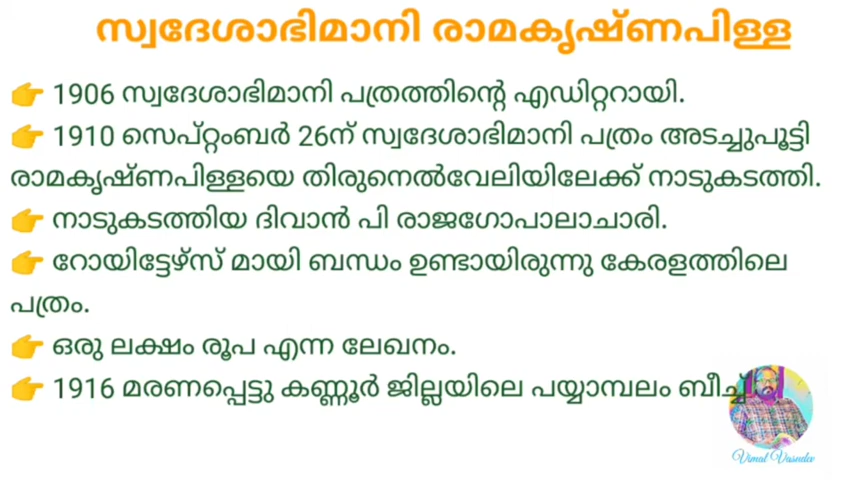 സ്വദേശാഭിമാനി രാമകൃഷ്ണപിള്ള
👉 1906 സ്വദേശാഭിമാനി പത്രത്തിന്റെ എഡിറ്ററായി.
👉 1910 സെപ്റ്റംബർ 26ന് സ്വദേശാഭിമാനി പത്രം അടച്ചുപൂട്ടി
രാമകൃഷ്ണപിള്ളയെ തിരുനെൽവേലിയിലേക്ക് നാടുകടത്തി.
👉 നാടുകടത്തിയ ദിവാൻ പി രാജഗോപാലാചാരി.
👉 റോയിട്ടേഴ്സ് മായി ബന്ധം ഉണ്ടായിരുന്നു കേരളത്തിലെ
പത്രം.
👉 ഒരു ലക്ഷം രൂപ എന്ന ലേഖനം.
👉 1916 മരണപ്പെട്ടു കണ്ണൂർ ജില്ലയിലെ പയ്യാമ്പലം
Vimal Vasudev